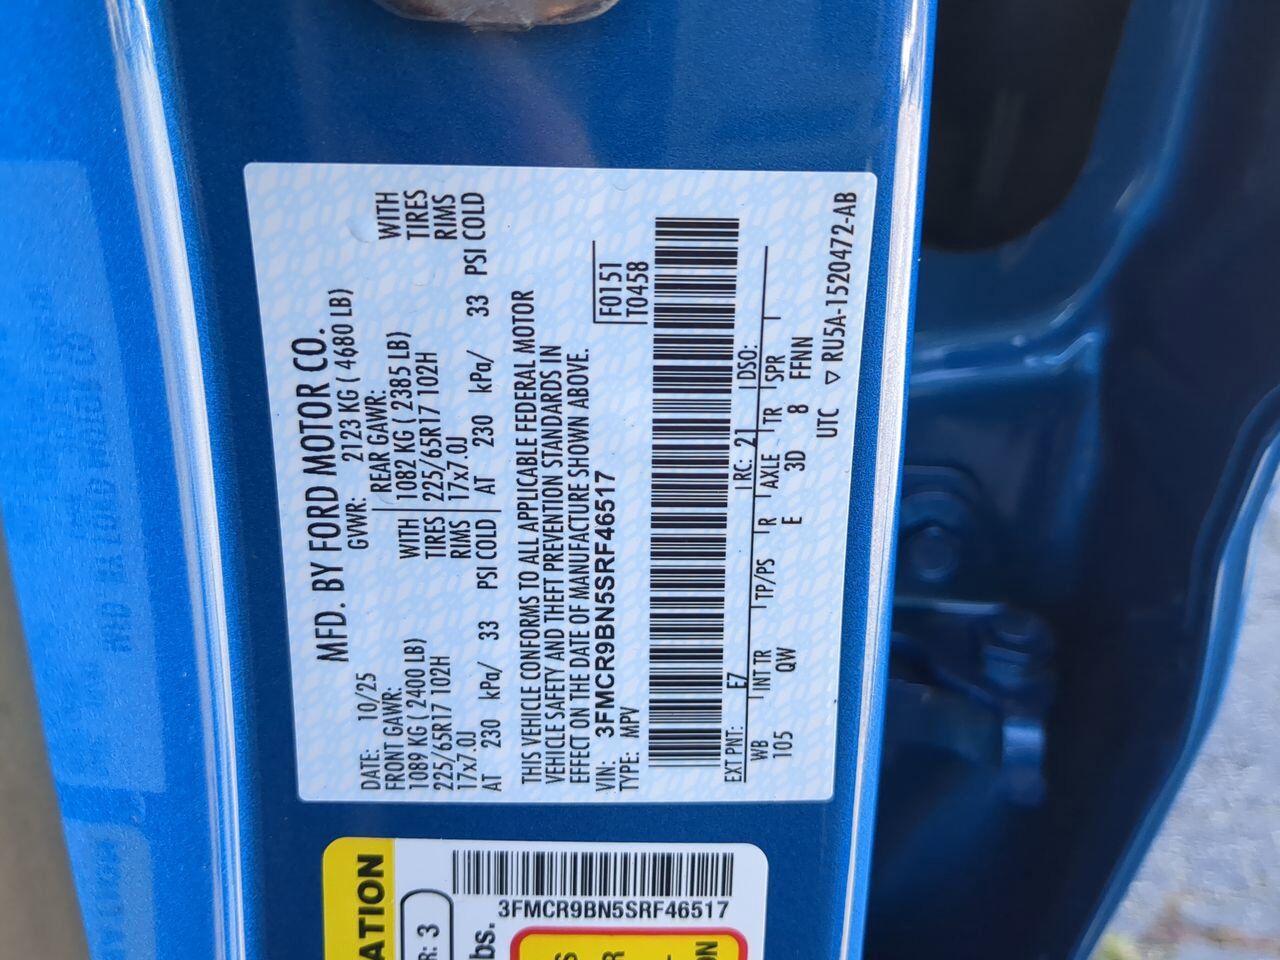 MFD. BY FORD MOTOR CO.
DATE: 10/25 GVWR: 2123 KG ( 4680 LB)
FRONT GAWR: REAR GAWR:
1089 KG ( 2400 LB) WITH 1082 KG ( 2385 LB) WITH
225/65R17 102H TIRES 225/65R17 102H TIRES
17x7.0J RIMS 17x7.0J RIMS
AT 230 kPa/ 33 PSI COLD AT 230 kPa/ 33 PSI COLD
THIS VEHICLE CONFORMS TO ALL APPLICABLE FEDERAL MOTOR
VEHICLE SAFETY AND THEFT PREVENTION STANDARDS IN
EFFECT ON THE DATE OF MANUFACTURE SHOWN ABOVE.
VIN: 3FMCR9BN5SRF46517 F0151
TYPE: MPV T0458
EXT PNT: E7 RC: 21 DSO:
WB INT TR TP/PS R AXLE TR SPR
105 QW E 3D 8 FFNN
UTC ▽ RU5A-1520472-AB
ATION
R: 3
3FMCR9BN5SRF46517
bs.